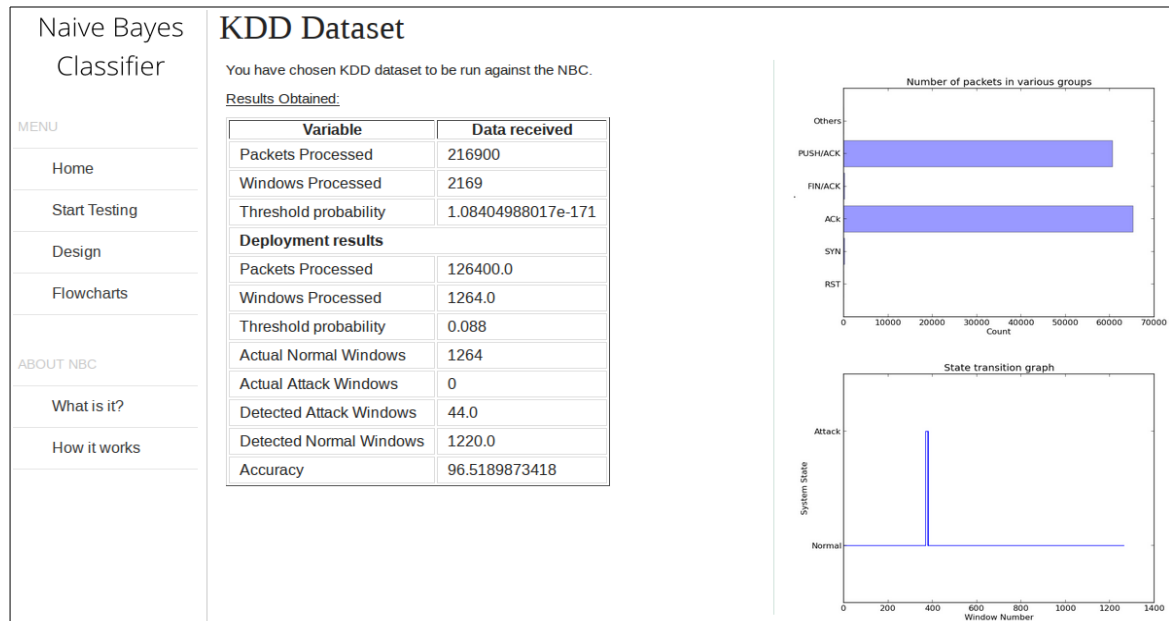 Naive Bayes
Classifier
MENU
Home
Start Testing
Design
Flowcharts
ABOUT NBC
What is it?
How it works
KDD Dataset
You have chosen KDD dataset to be run against the NBC.
Results Obtained:
Variable Data received
Packets Processed 216900
Windows Processed 2169
Threshold probability 1.08404988017e-171
Deployment results
Packets Processed 126400.0
Windows Processed 1264.0
Threshold probability 0.088
Actual Normal Windows 1264
Actual Attack Windows 0
Detected Attack Windows 44.0
Detected Normal Windows 1220.0
Accuracy 96.5189873418
Number of packets in various groups
Others
PUSH/ACK
FIN/ACK
ACk
SYN
RST
0 10000 20000 30000 40000 50000 60000 70000
Count
State transition graph
Attack
System State
Normal
0 200 400 600 800 1000 1200 1400
Window Number